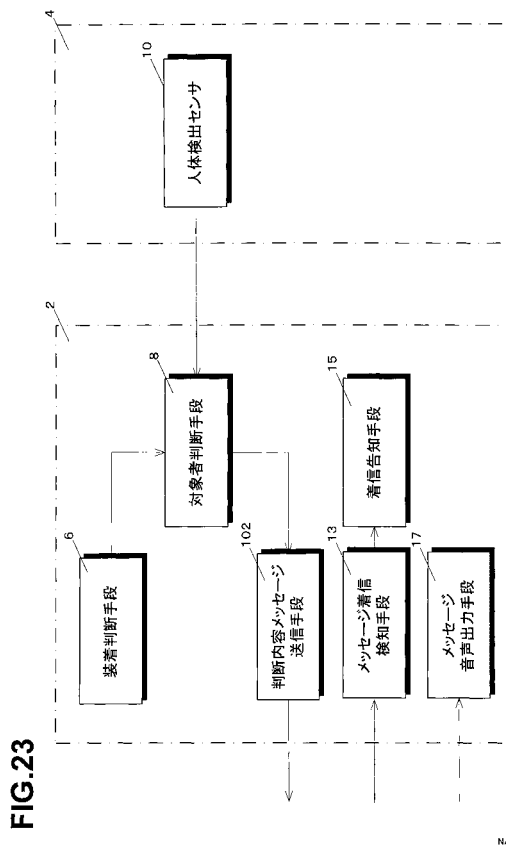 FIG.23
2
4
6
装着判断手段
8
対象者判断手段
10
人体検出センサ
102
判断内容メッセージ
送信手段
13
メッセージ着信
検知手段
15
着信告知手段
17
メッセージ
音声出力手段